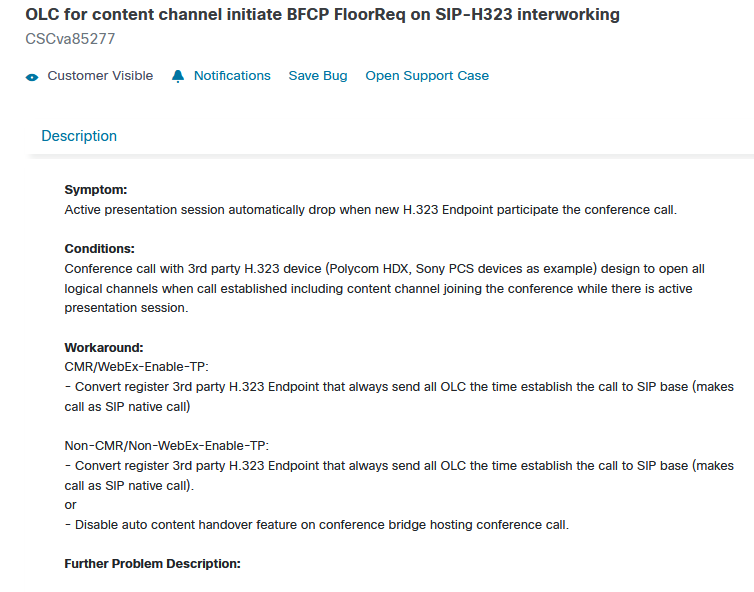 OLC for content channel initiate BFCP FloorReq on SIP-H323 interworking
CSCva85277
Customer Visible Notifications Save Bug Open Support Case
Description
Symptom:
Active presentation session automatically drop when new H.323 Endpoint participate the conference call.
Conditions:
Conference call with 3rd party H.323 device (Polycom HDX, Sony PCS devices as example) design to open all
logical channels when call established including content channel joining the conference while there is active
presentation session.
Workaround:
CMR/WebEx-Enable-TP:
- Convert register 3rd party H.323 Endpoint that always send all OLC the time establish the call to SIP base (makes
call as SIP native call)
Non-CMR/Non-WebEx-Enable-TP:
- Convert register 3rd party H.323 Endpoint that always send all OLC the time establish the call to SIP base (makes
call as SIP native call).
or
- Disable auto content handover feature on conference bridge hosting conference call.
Further Problem Description: